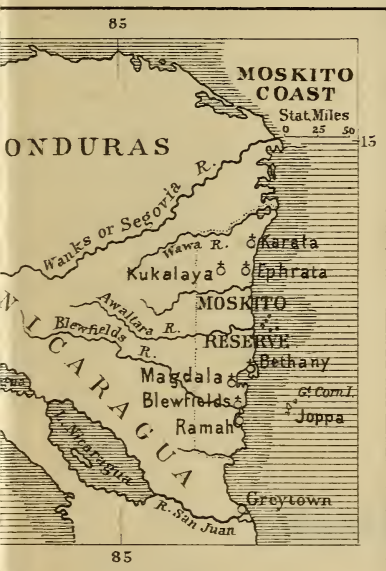 85
MOSKITO
COAST
Stat. Miles
0 25 50
15
ONDURAS
Wanks or Segovia R.
Wawa R.
Karata
Kukalaya
Ephrata
MOSKITO
Awaltara R.
Blewfields R.
RESERVE
Bethany
NICARAGUA
Magdala
Gt Corn I.
Blewfields
Joppa
Ramah
L. Nicaragua
Greytown
R. San Juan
85